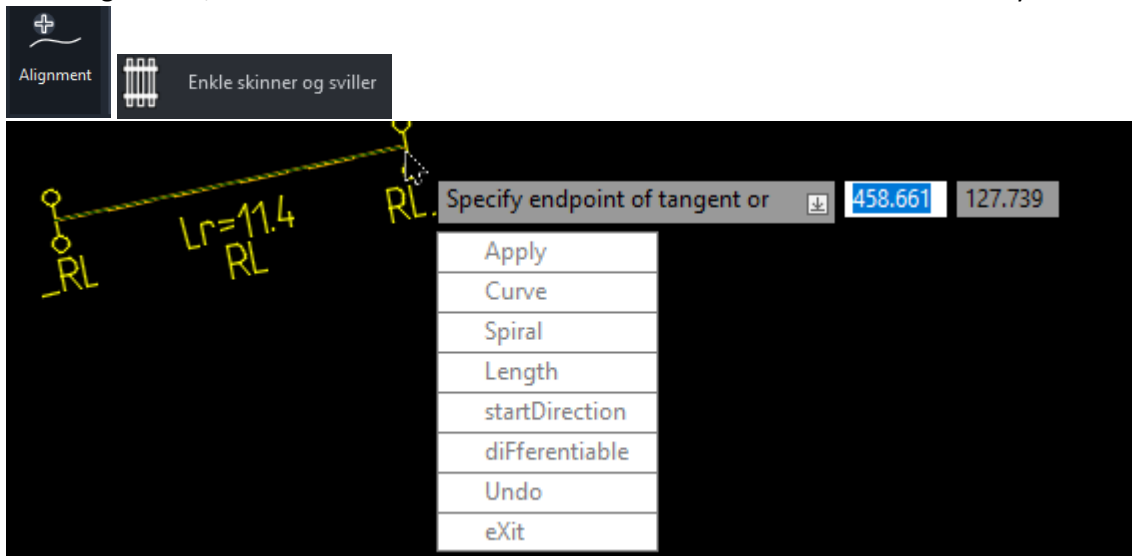 Alignment
Enkle skinner og sviller
Lr=11.4
RL
_RL
RL
Specify endpoint of tangent or 458.661 127.739
Apply
Curve
Spiral
Length
startDirection
diFferentiable
Undo
eXit